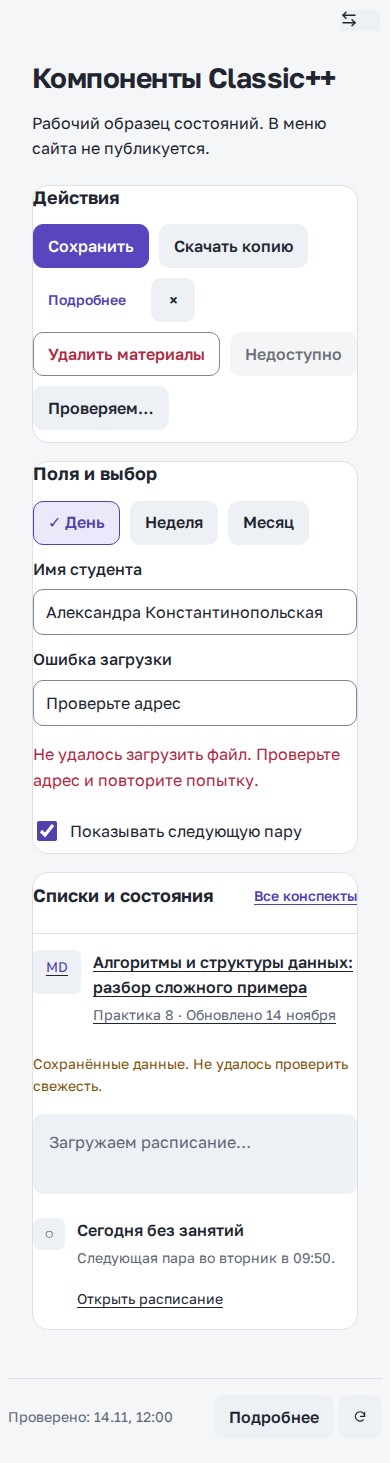 Компоненты Classic++
Рабочий образец состояний. В меню
сайта не публикуется.
Действия
Сохранить
Скачать копию
Подробнее
×
Удалить материалы
Недоступно
Проверяем…
Поля и выбор
✓ День
Неделя
Месяц
Имя студента
Александра Константинопольская
Ошибка загрузки
Проверьте адрес
Не удалось загрузить файл. Проверьте
адрес и повторите попытку.
Показывать следующую пару
Списки и состояния
Все конспекты
MD
Алгоритмы и структуры данных:
разбор сложного примера
Практика 8 · Обновлено 14 ноября
Сохранённые данные. Не удалось проверить
свежесть.
Загружаем расписание…
Сегодня без занятий
Следующая пара во вторник в 09:50.
Открыть расписание
Проверено: 14.11, 12:00
Подробнее